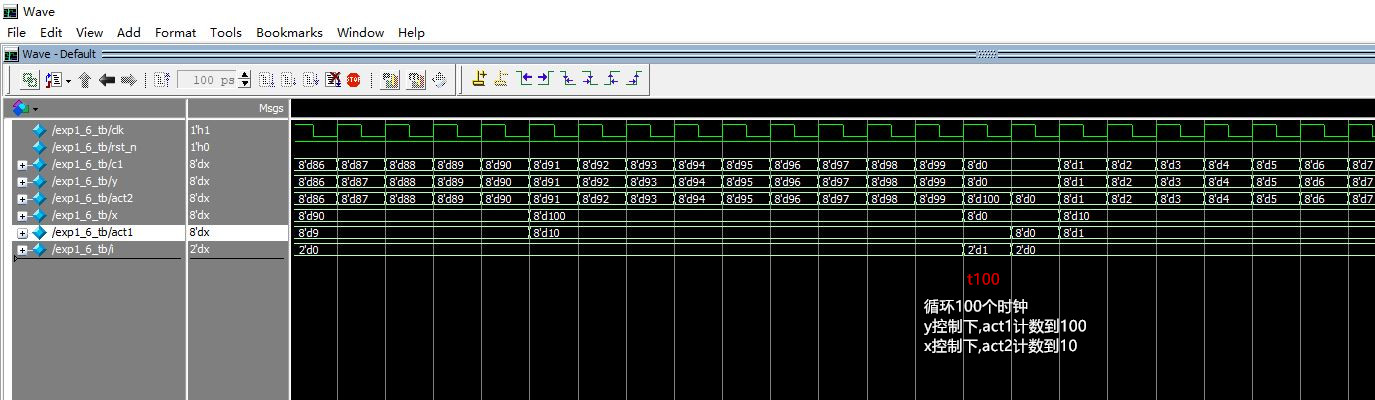 Wave
File Edit View Add Format Tools Bookmarks Window Help
Wave - Default
100 ps STOP
Msgs
/exp1_6_tb/clk 1'h1
/exp1_6_tb/rst_n 1'h0
/exp1_6_tb/c1 8'dx 8'd86 8'd87 8'd88 8'd89 8'd90 8'd91 8'd92 8'd93 8'd94 8'd95 8'd96 8'd97 8'd98 8'd99 8'd0 8'd1 8'd2 8'd3 8'd4 8'd5 8'd6 8'd7
/exp1_6_tb/y 8'dx 8'd86 8'd87 8'd88 8'd89 8'd90 8'd91 8'd92 8'd93 8'd94 8'd95 8'd96 8'd97 8'd98 8'd99 8'd0 8'd1 8'd2 8'd3 8'd4 8'd5 8'd6 8'd7
/exp1_6_tb/act2 8'dx 8'd86 8'd87 8'd88 8'd89 8'd90 8'd91 8'd92 8'd93 8'd94 8'd95 8'd96 8'd97 8'd98 8'd99 8'd100 8'd0 8'd1 8'd2 8'd3 8'd4 8'd5 8'd6 8'd7
/exp1_6_tb/x 8'dx 8'd90 8'd100 8'd0 8'd10
/exp1_6_tb/act1 8'dx 8'd9 8'd10 8'd0 8'd1
/exp1_6_tb/i 2'dx 2'd0 2'd1 2'd0
t100
循环100个时钟
y控制下,act1计数到100
x控制下,act2计数到10